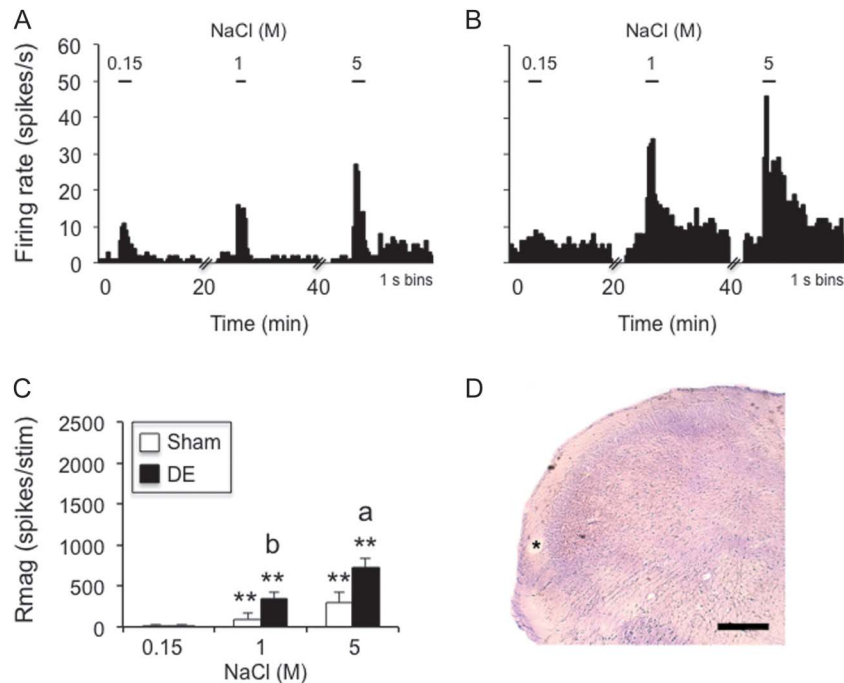 A
NaCl (M)
0.15 1 5
Firing rate (spikes/s)
60
50
40
30
20
10
0
0 20 40 1 s bins
Time (min)
B
NaCl (M)
0.15 1 5
0 20 40 1 s bins
Time (min)
C
Rmag (spikes/stim)
2500
2000
1500
1000
500
0
Sham
DE
b
a
**
**
**
**
0.15 1 5
NaCl (M)
D
*